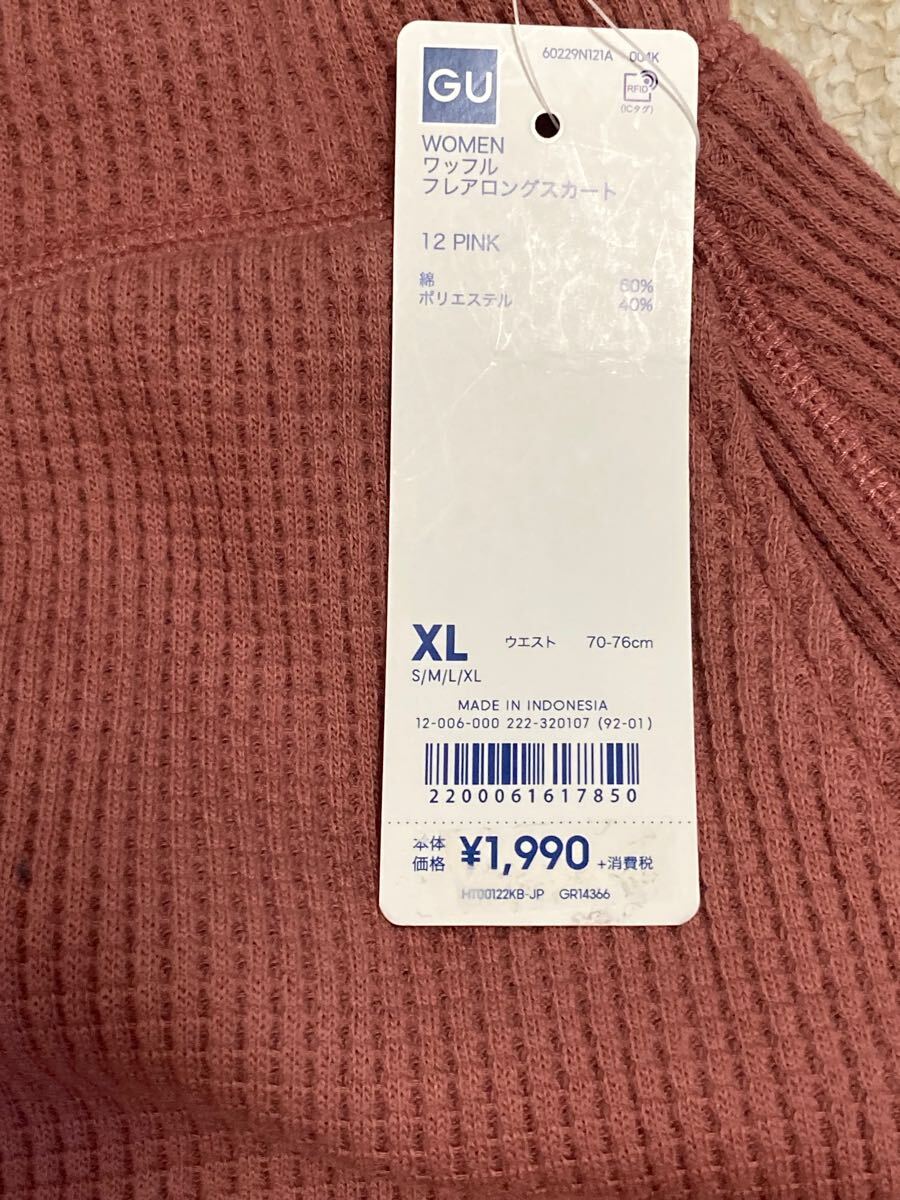 60229N121A 004K
GU
RFID
(ICタグ)
WOMEN
ワッフル
フレアロングスカート
12 PINK
綿 60%
ポリエステル 40%
XL ウエスト 70-76cm
S/M/L/XL
MADE IN INDONESIA
12-006-000 222-320107 (92-01)
2200061617850
本体
価格 ¥1,990 +消費税
HT00122KB-JP GR14366